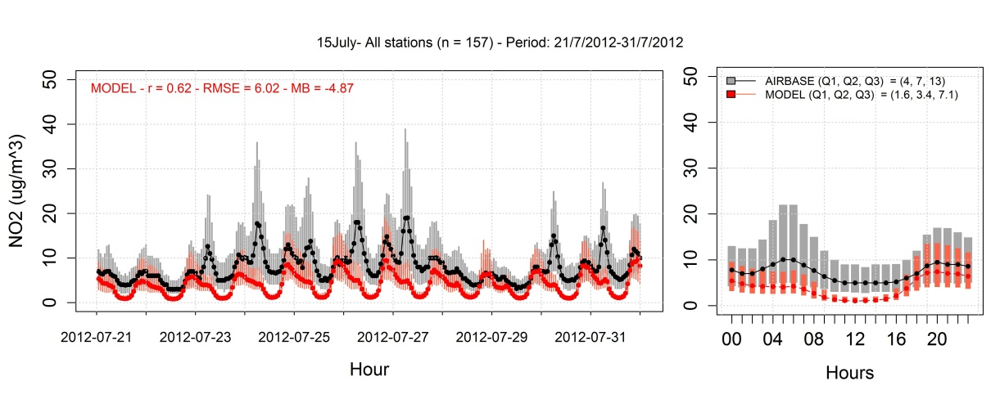 15July- All stations (n = 157) - Period: 21/7/2012-31/7/2012
MODEL - r = 0.62 - RMSE = 6.02 - MB = -4.87
NO2 (ug/m^3)
50
40
30
20
10
0
2012-07-21 2012-07-23 2012-07-25 2012-07-27 2012-07-29 2012-07-31
Hour
AIRBASE (Q1, Q2, Q3) = (4, 7, 13)
MODEL (Q1, Q2, Q3) = (1.6, 3.4, 7.1)
50
40
30
20
10
0
00 04 08 12 16 20
Hours